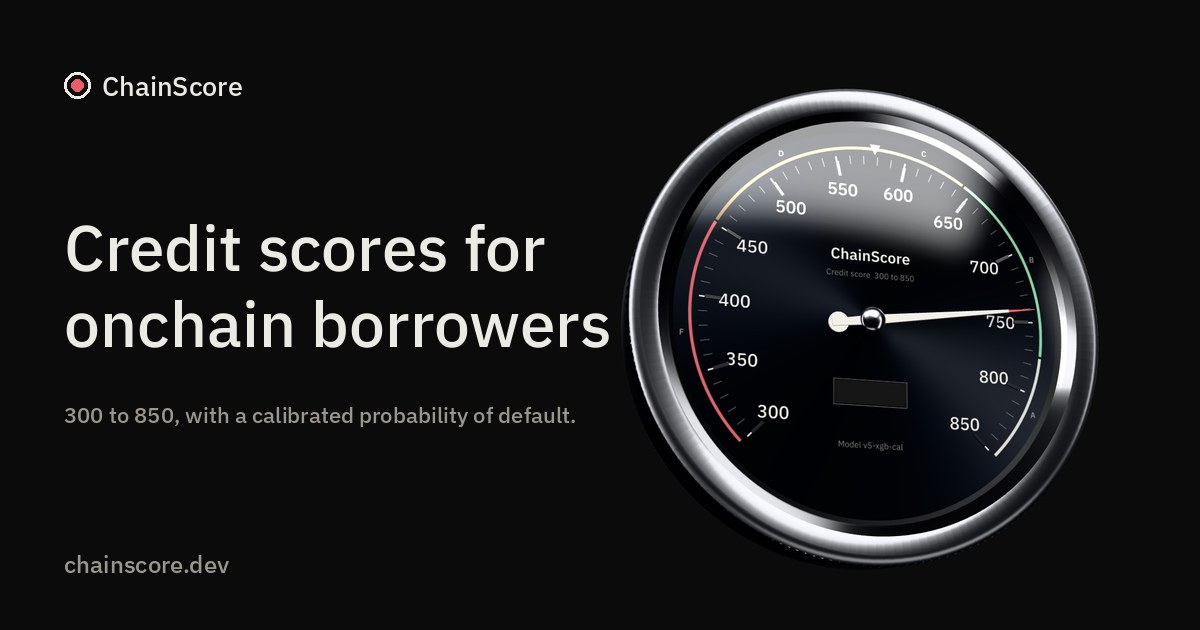 ChainScore
Credit scores for
onchain borrowers
300 to 850, with a calibrated probability of default.
chainscore.dev
D
C
550
600
500
650
450
ChainScore
Credit score 300 to 850
700
B
400
750
F
350
800
300
850
A
Model v5-xgb-cal